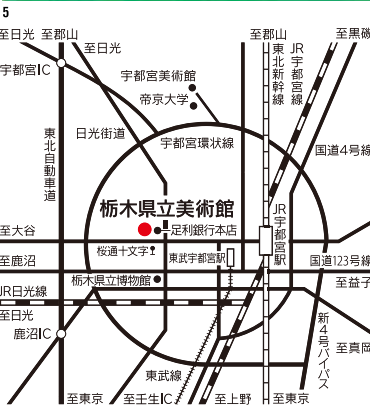 5
至日光
至郡山
至日光
至郡山
至黒磯
宇都宮IC
宇都宮美術館
帝京大学
東北新幹線
JR宇都宮線
東北自動車道
日光街道
宇都宮環状線
国道4号線
栃木県立美術館
足利銀行本店
至大谷
桜通十文字
東武宇都宮駅
JR宇都宮駅
至鹿沼
国道123号線
栃木県立博物館
至益子
JR日光線
至日光
鹿沼IC
新4号バイパス
至真岡
東武線
至東京
至壬生IC
至上野
至東京